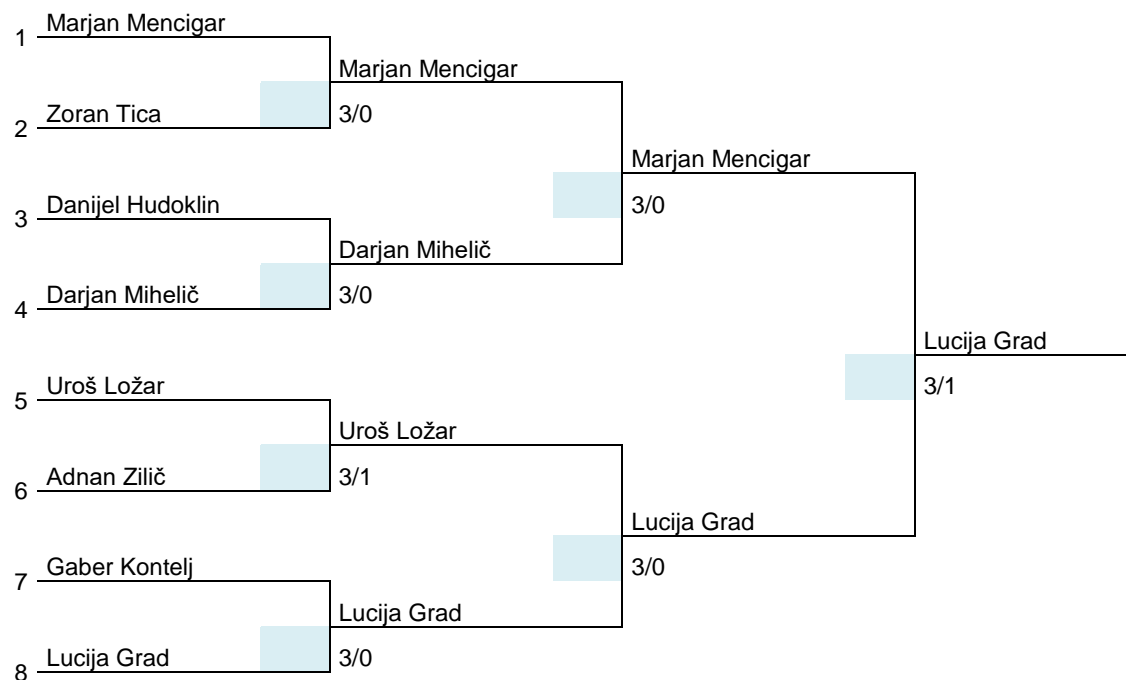 Marjan Mencigar
1
Marjan Mencigar
Zoran Tica
3/0
2
Marjan Mencigar
Danijel Hudoklin
3/0
3
Darjan Mihelič
Darjan Mihelič
3/0
4
Lucija Grad
Uroš Ložar
3/1
5
Uroš Ložar
Adnan Zilič
3/1
6
Lucija Grad
Gaber Kontelj
3/0
7
Lucija Grad
Lucija Grad
3/0
8